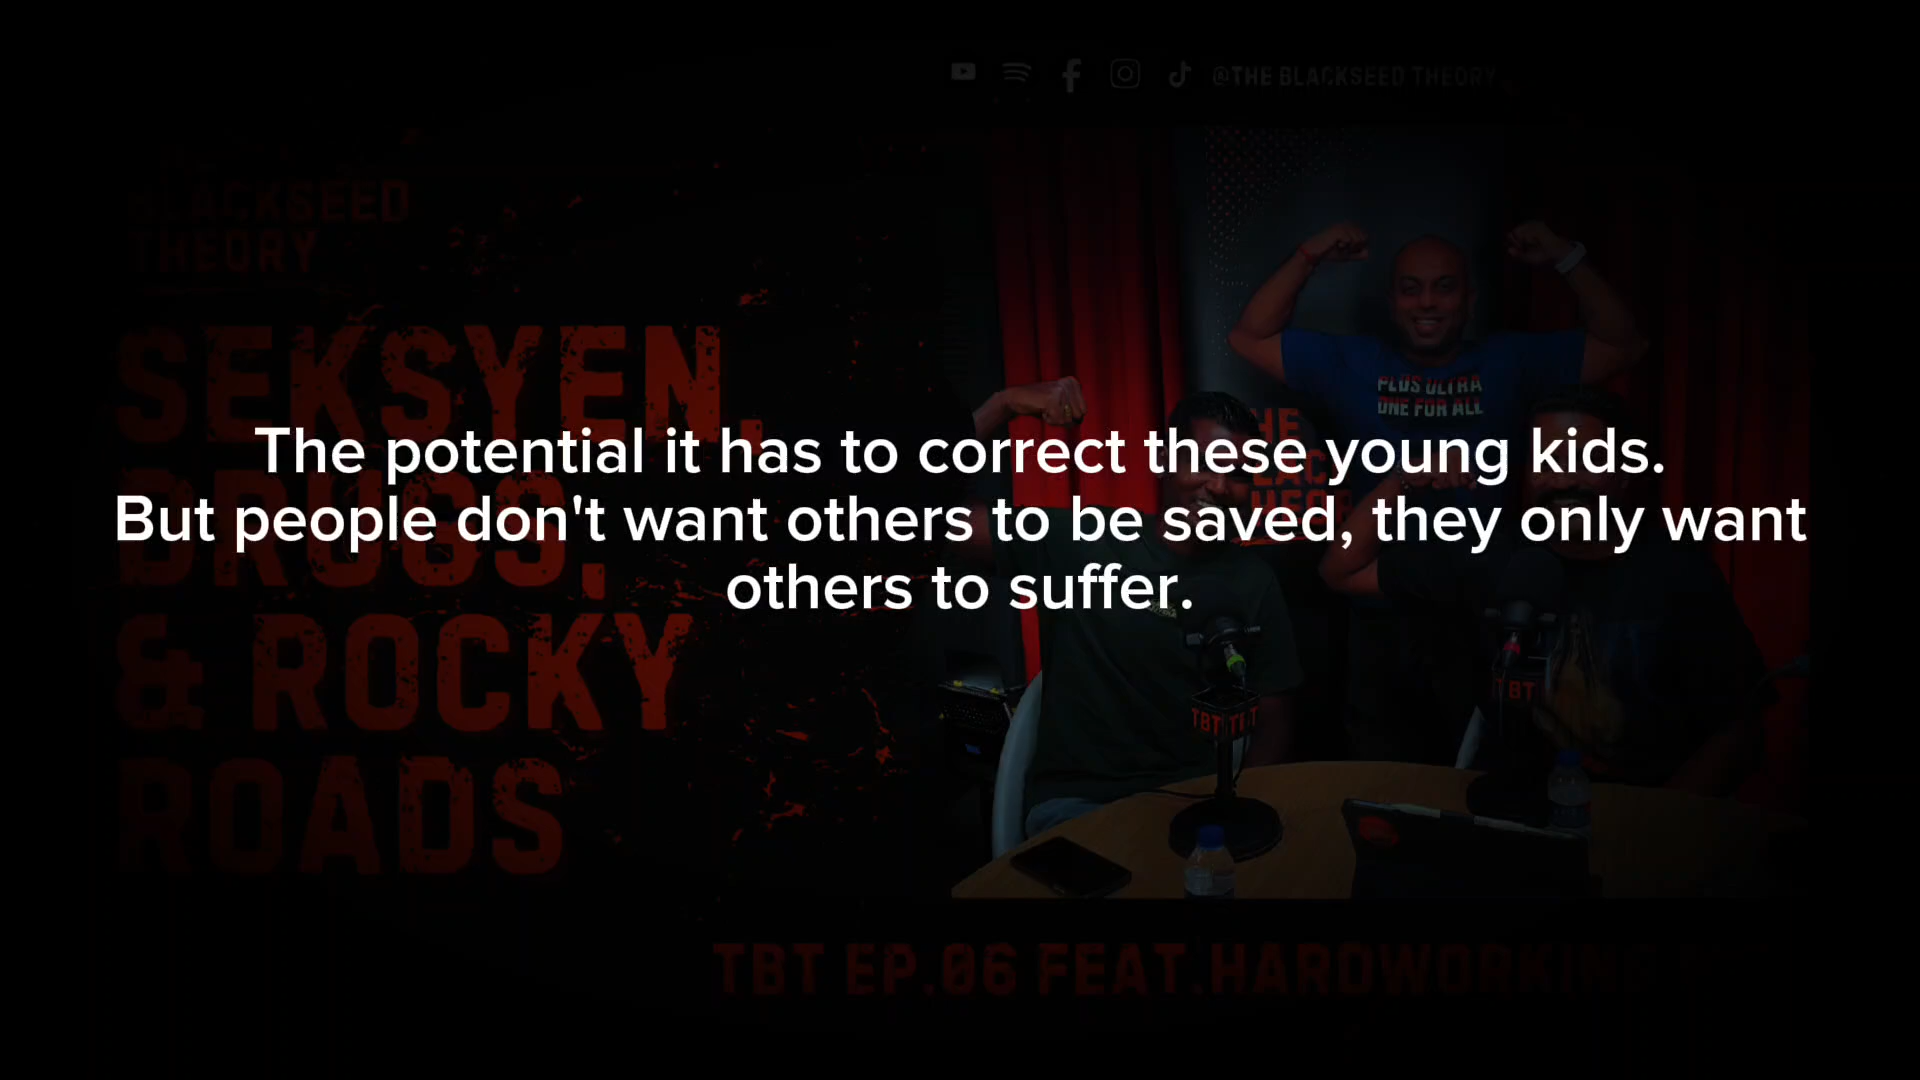 @THE BLACKSEED THEORY
BLACKSEED
THEORY
SEKSYEN,
DRUGS,
& ROCKY
ROADS
PLUS ULTRA
ONE FOR ALL
The potential it has to correct these young kids.
But people don't want others to be saved, they only want
others to suffer.
TBT
TBT
TBT
TBT EP.06 FEAT.HARDWORKIN